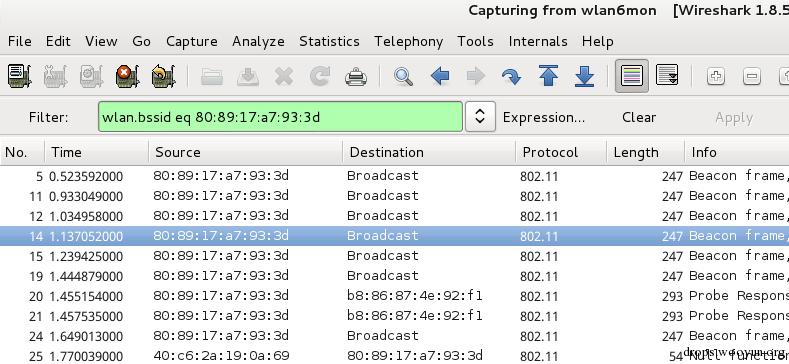 Capturing from wlan6mon [Wireshark 1.8.5
File Edit View Go Capture Analyze Statistics Telephony Tools Internals Help
Filter: wlan.bssid eq 80:89:17:a7:93:3d Expression... Clear Apply
No. Time Source Destination Protocol Length Info
5 0.523592000 80:89:17:a7:93:3d Broadcast 802.11 247 Beacon frame,
11 0.933049000 80:89:17:a7:93:3d Broadcast 802.11 247 Beacon frame,
12 1.034958000 80:89:17:a7:93:3d Broadcast 802.11 247 Beacon frame,
14 1.137052000 80:89:17:a7:93:3d Broadcast 802.11 247 Beacon frame,
15 1.239425000 80:89:17:a7:93:3d Broadcast 802.11 247 Beacon frame,
19 1.444879000 80:89:17:a7:93:3d Broadcast 802.11 247 Beacon frame,
20 1.455154000 80:89:17:a7:93:3d b8:86:87:4e:92:f1 802.11 293 Probe Respons
21 1.457535000 80:89:17:a7:93:3d b8:86:87:4e:92:f1 802.11 293 Probe Respons
24 1.649013000 80:89:17:a7:93:3d Broadcast 802.11 247 Beacon frame,
25 1.770039000 40:c6:2a:19:0a:69 80:89:17:a7:93:3d 802.11 54 Null functio
drops.wooyun.org